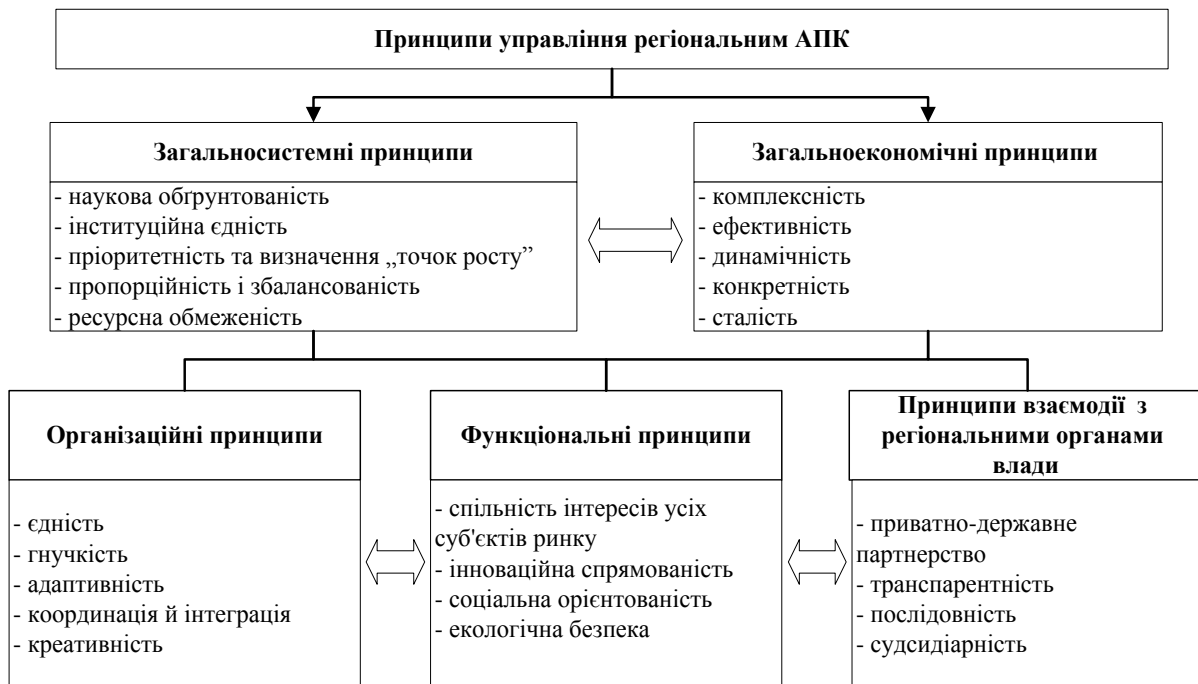 Принципи управління регіональним АПК
Загальносистемні принципи
- наукова обґрунтованість
- інституційна єдність
- пріоритетність та визначення „точок росту”
- пропорційність і збалансованість
- ресурсна обмеженість
Загальноекономічні принципи
- комплексність
- ефективність
- динамічність
- конкретність
- сталість
Організаційні принципи
- єдність
- гнучкість
- адаптивність
- координація й інтеграція
- креативність
Функціональні принципи
- спільність інтересів усіх
суб'єктів ринку
- інноваційна спрямованість
- соціальна орієнтованість
- екологічна безпека
Принципи взаємодії з
регіональними органами
влади
- приватно-державне
партнерство
- транспарентність
- послідовність
- судсидіарність